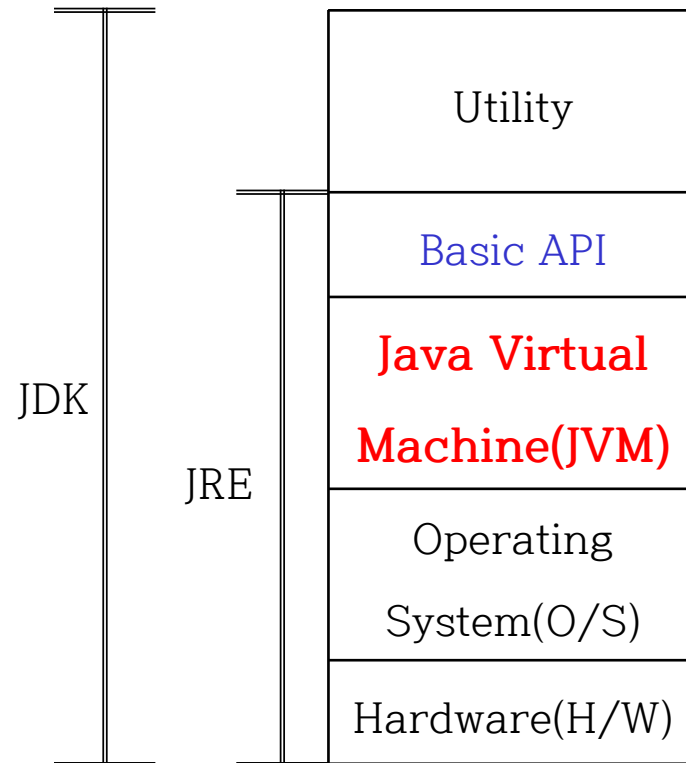 Utility
Basic API
Java Virtual
Machine(JVM)
JDK
JRE
Operating
System(O/S)
Hardware(H/W)